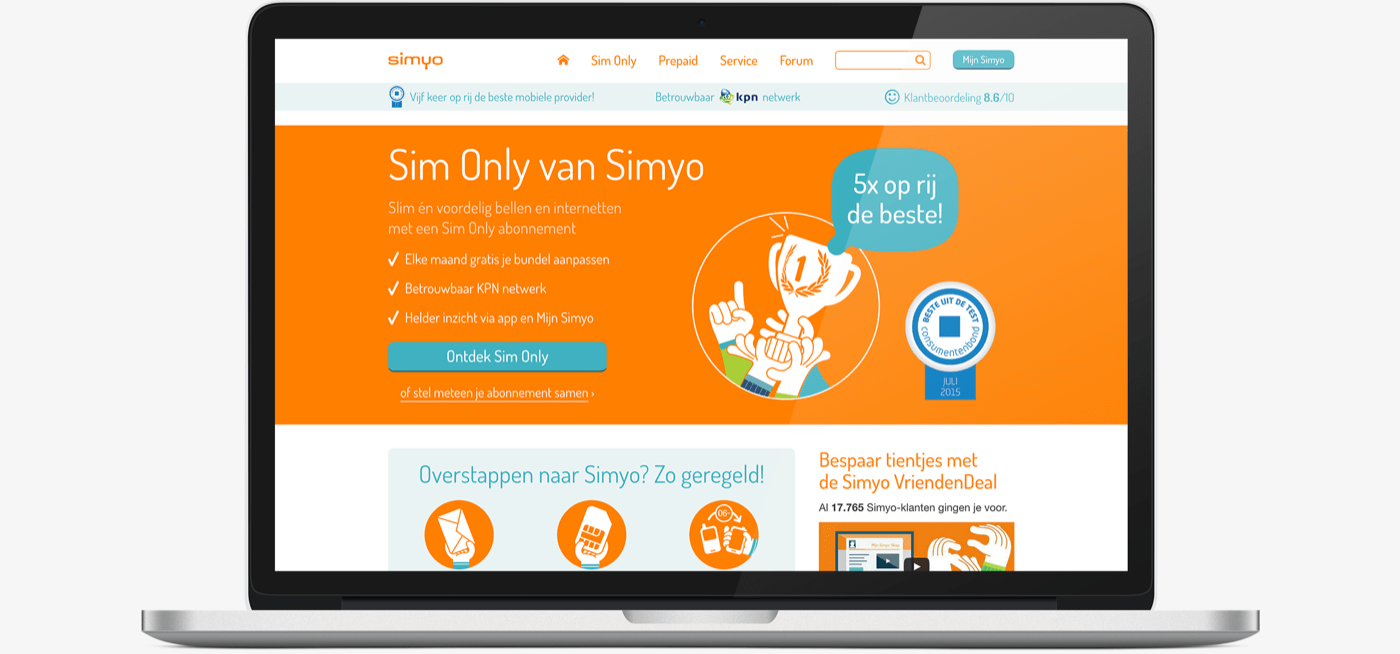 simyo
Sim Only
Prepaid
Service
Forum
Mijn Simyo
Vijf keer op rij de beste mobiele provider!
Betrouwbaar kpn netwerk
Klantbeoordeling 8.6/10
Sim Only van Simyo
Slim én voordelig bellen en internetten
met een Sim Only abonnement
Elke maand gratis je bundel aanpassen
Betrouwbaar KPN netwerk
Helder inzicht via app en Mijn Simyo
Ontdek Sim Only
of stel meteen je abonnement samen ›
5x op rij
de beste!
1
BESTE UIT DE TEST
consumentenbond
JULI
2015
Overstappen naar Simyo? Zo geregeld!
06-
Bespaar tientjes met
de Simyo VriendenDeal
Al 17.765 Simyo-klanten gingen je voor.